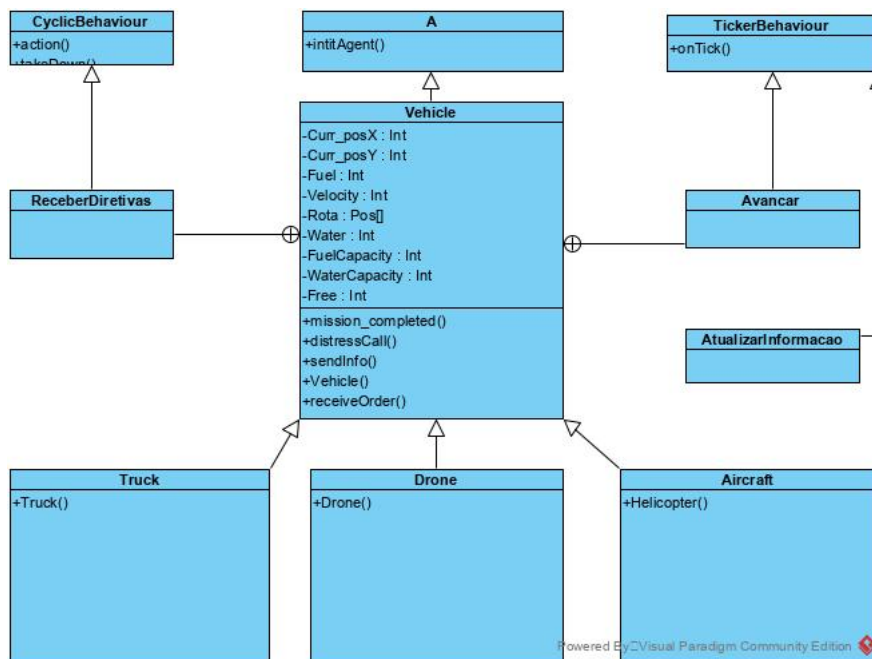 CyclicBehaviour
+action()
+takeDown()
A
+intitAgent()
TickerBehaviour
+onTick()
Vehicle
-Curr_posX : Int
-Curr_posY : Int
-Fuel : Int
-Velocity : Int
-Rota : Pos[]
-Water : Int
-FuelCapacity : Int
-WaterCapacity : Int
-Free : Int
+mission_completed()
+distressCall()
+sendInfo()
+Vehicle()
+receiveOrder()
ReceberDiretivas
Avancar
AtualizarInformacao
Truck
+Truck()
Drone
+Drone()
Aircraft
+Helicopter()
Powered By Visual Paradigm Community Edition